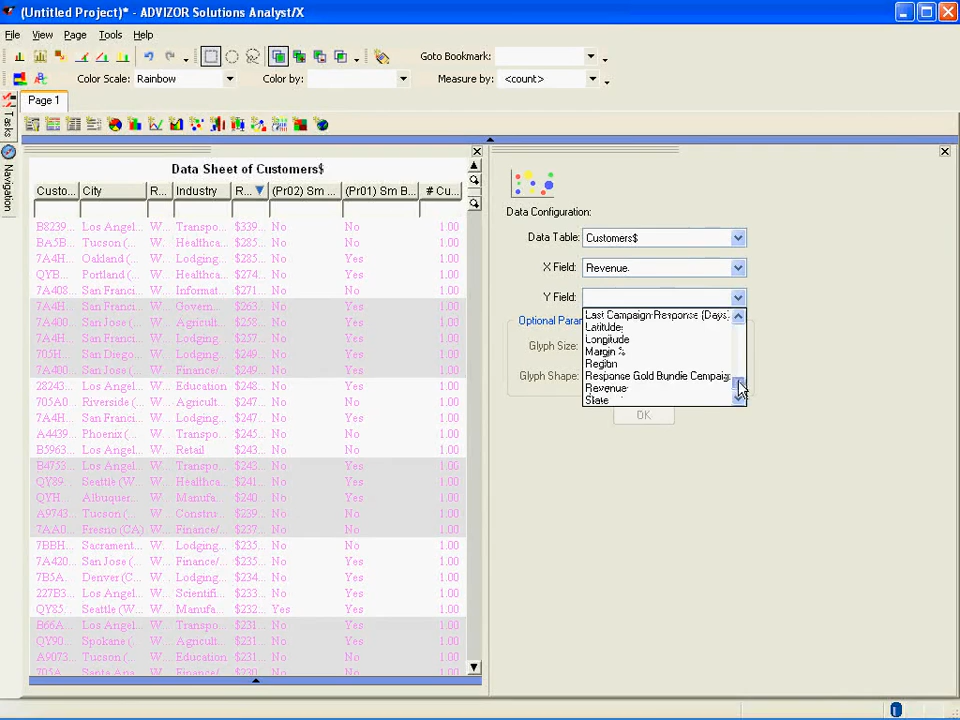 (Untitled Project)* - ADVIZOR Solutions Analyst/X
File View Page Tools Help
Goto Bookmark:
Color Scale: Rainbow Color by: Measure by: <count>
Page 1
Tasks
Navigation
Data Sheet of Customers$
Custo... City R... Industry R... (Pr02) Sm ... (Pr01) Sm B... # Cu...
B8239... Los Angel... W... Transpo... $339... No No 1.00
BA5B... Tucson (... W... Healthca... $285... No No 1.00
7A4H... Oakland (... W... Lodging... $285... No Yes 1.00
QYB... Portland (... W... Healthca... $274... No No 1.00
7A408... San Franci... W... Informat... $271... No No 1.00
7A4H... San Franci... W... Govern... $263... No Yes 1.00
7A400... San Jose (... W... Agricult... $258... No Yes 1.00
7A4H... San Franci... W... Lodging... $257... No Yes 1.00
705H... San Diego... W... Lodging... $249... No Yes 1.00
7A400... San Jose (... W... Finance/... $249... No Yes 1.00
28243... Los Angel... W... Education $248... No Yes 1.00
705A0... Riverside (... W... Lodging... $243... No No 1.00
7A4H... San Franci... W... Lodging... $243... No Yes 1.00
A4439... Phoenix (... W... Transpo... $245... No No 1.00
B5963... Los Angel... W... Retail $243... No No 1.00
B4753... Los Angel... W... Transpo... $243... No Yes 1.00
QY89... Seattle (W... W... Healthca... $241... No Yes 1.00
QYH... Albuquer... W... Manufa... $240... No Yes 1.00
A9743... Tucson (... W... Constru... $239... No Yes 1.00
7AA0... Fresno (CA) W... Finance/... $237... No Yes 1.00
7BBH... Sacrament... W... Lodging... $235... No No 1.00
7A420... San Jose (... W... Finance/... $235... No Yes 1.00
7B5A... Denver (C... W... Lodging... $234... No Yes 1.00
227B3... Los Angel... W... Scientifi... $233... No No 1.00
QY85... Seattle (W... W... Manufa... $232... Yes Yes 1.00
B66A... Los Angel... W... Transpo... $231... No Yes 1.00
QY90... Spokane (... W... Agricult... $231... No Yes 1.00
A9073... Tucson (... W... Education $231... No Yes 1.00
705A... Santa Ana... W... Finance/... $230... No Yes 1.00
Data Configuration:
Data Table: Customers$
X Field: Revenue
Y Field:
Last Campaign Response (Days)
Latitude
Longitude
Margin %
Region
Response Gold Bundle Campaig
Revenue
State
Optional Para
Glyph Size:
Glyph Shape:
OK